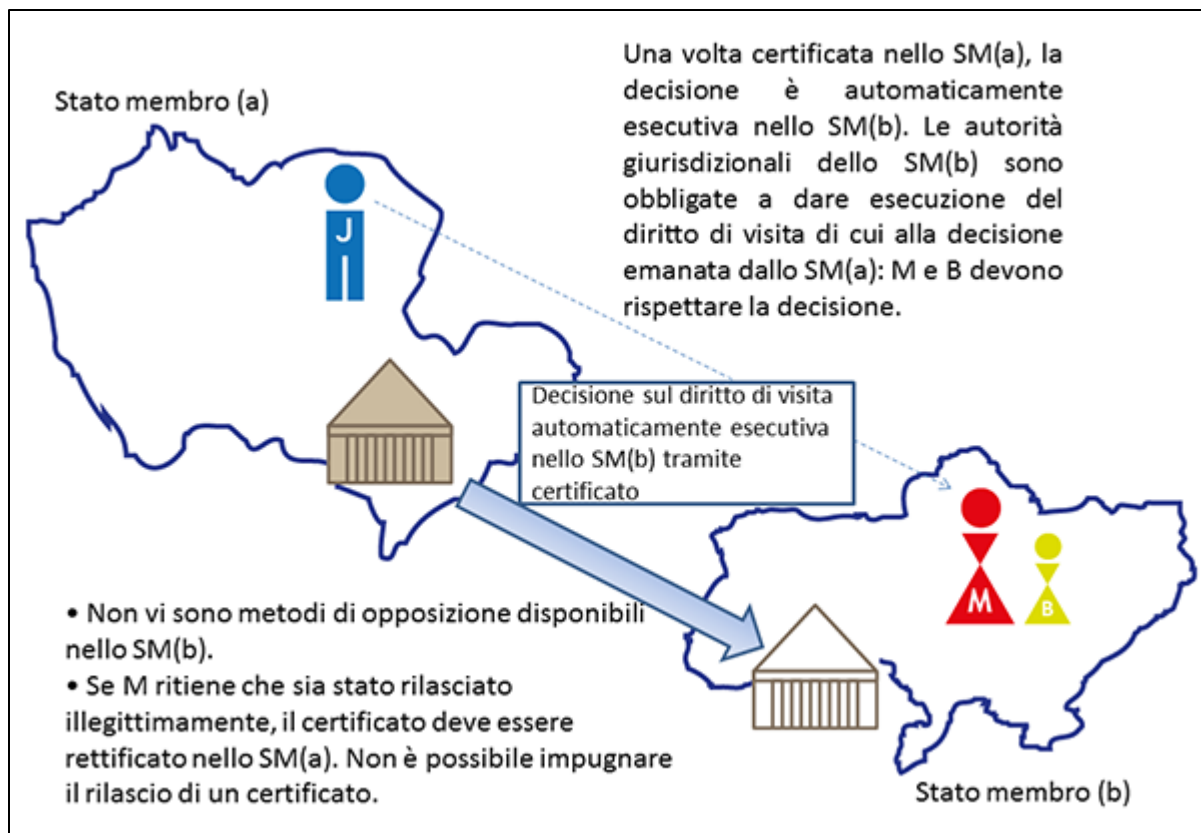 Stato membro (a)
Una volta certificata nello SM(a), la
decisione è automaticamente
esecutiva nello SM(b). Le autorità
giurisdizionali dello SM(b) sono
obbligate a dare esecuzione del
diritto di visita di cui alla decisione
emanata dallo SM(a): M e B devono
rispettare la decisione.
J
Decisione sul diritto di visita
automaticamente esecutiva
nello SM(b) tramite
certificato
M
B
• Non vi sono metodi di opposizione disponibili
nello SM(b).
• Se M ritiene che sia stato rilasciato
illegittimamente, il certificato deve essere
rettificato nello SM(a). Non è possibile impugnare
il rilascio di un certificato.
Stato membro (b)